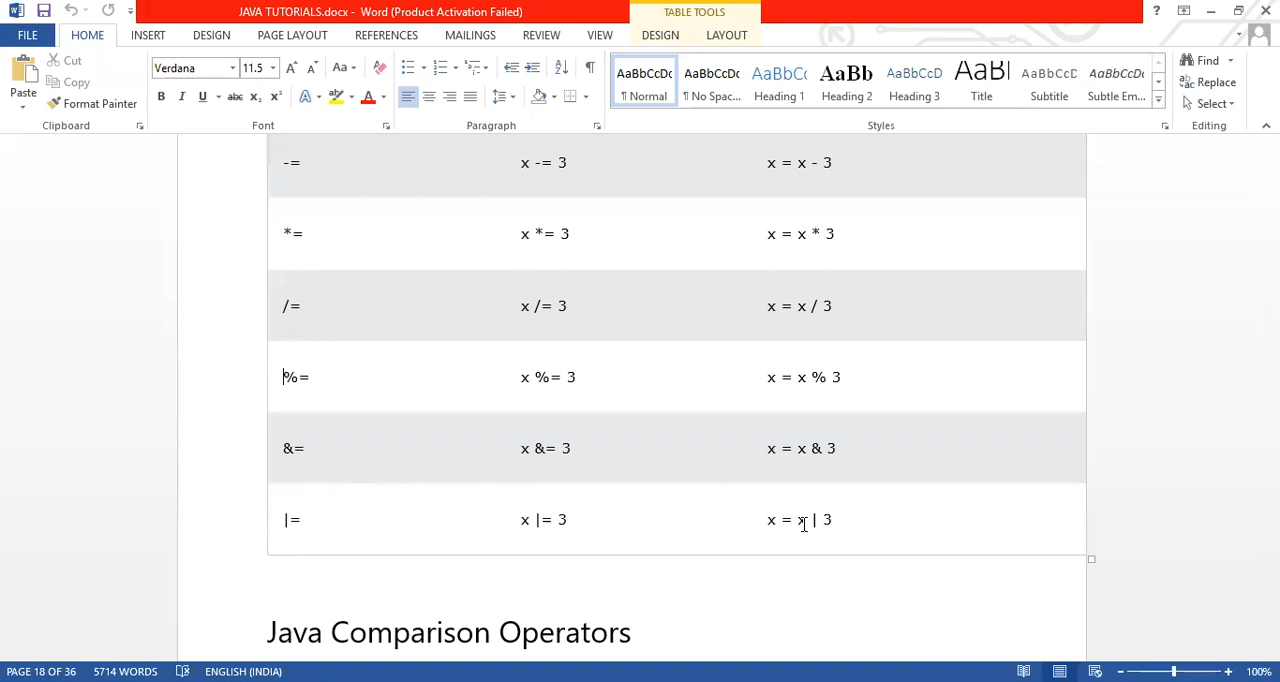 JAVA TUTORIALS.docx - Word (Product Activation Failed)
TABLE TOOLS
?
FILE HOME INSERT DESIGN PAGE LAYOUT REFERENCES MAILINGS REVIEW VIEW DESIGN LAYOUT
Paste
Cut
Copy
Format Painter
Clipboard
Verdana 11.5
B I U abc x₂ x²
Font
Paragraph
AaBbCcDc AaBbCcDc AaBbCc AaBb AaBbCcD AaBl AaBbCcD AaBbCcD
¶ Normal ¶ No Spac... Heading 1 Heading 2 Heading 3 Title Subtitle Subtle Em...
Styles
Find
Replace
Select
Editing
-= x -= 3 x = x - 3
*= x *= 3 x = x * 3
/= x /= 3 x = x / 3
%= x %= 3 x = x % 3
&= x &= 3 x = x & 3
|= x |= 3 x = x | 3
Java Comparison Operators
PAGE 18 OF 36 5714 WORDS ENGLISH (INDIA) 100%